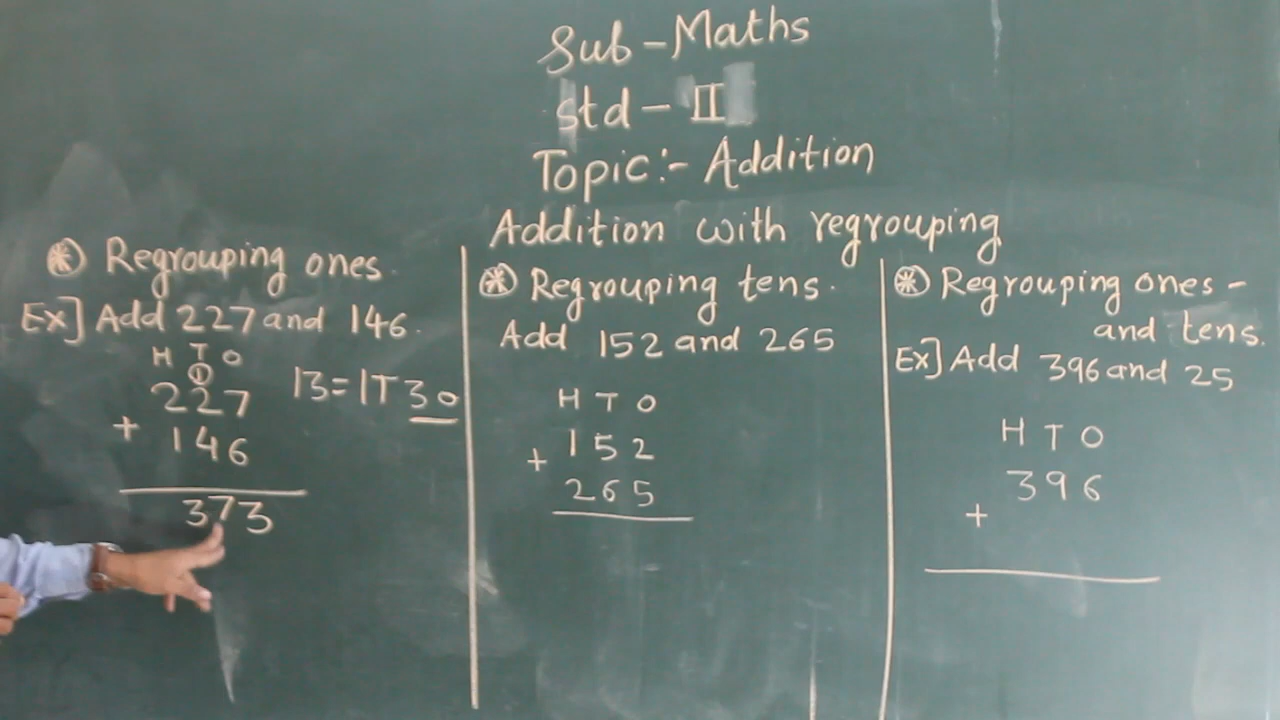 Sub - Maths
Std - II
Topic:- Addition
Addition with regrouping
* Regrouping ones.
Ex] Add 227 and 146.
H T O
1
227
13 = 1T 3 O
+ 146
373
* Regrouping tens.
Add 152 and 265
H T O
152
+
265
* Regrouping ones -
and tens.
Ex] Add 396 and 25
H T O
396
+